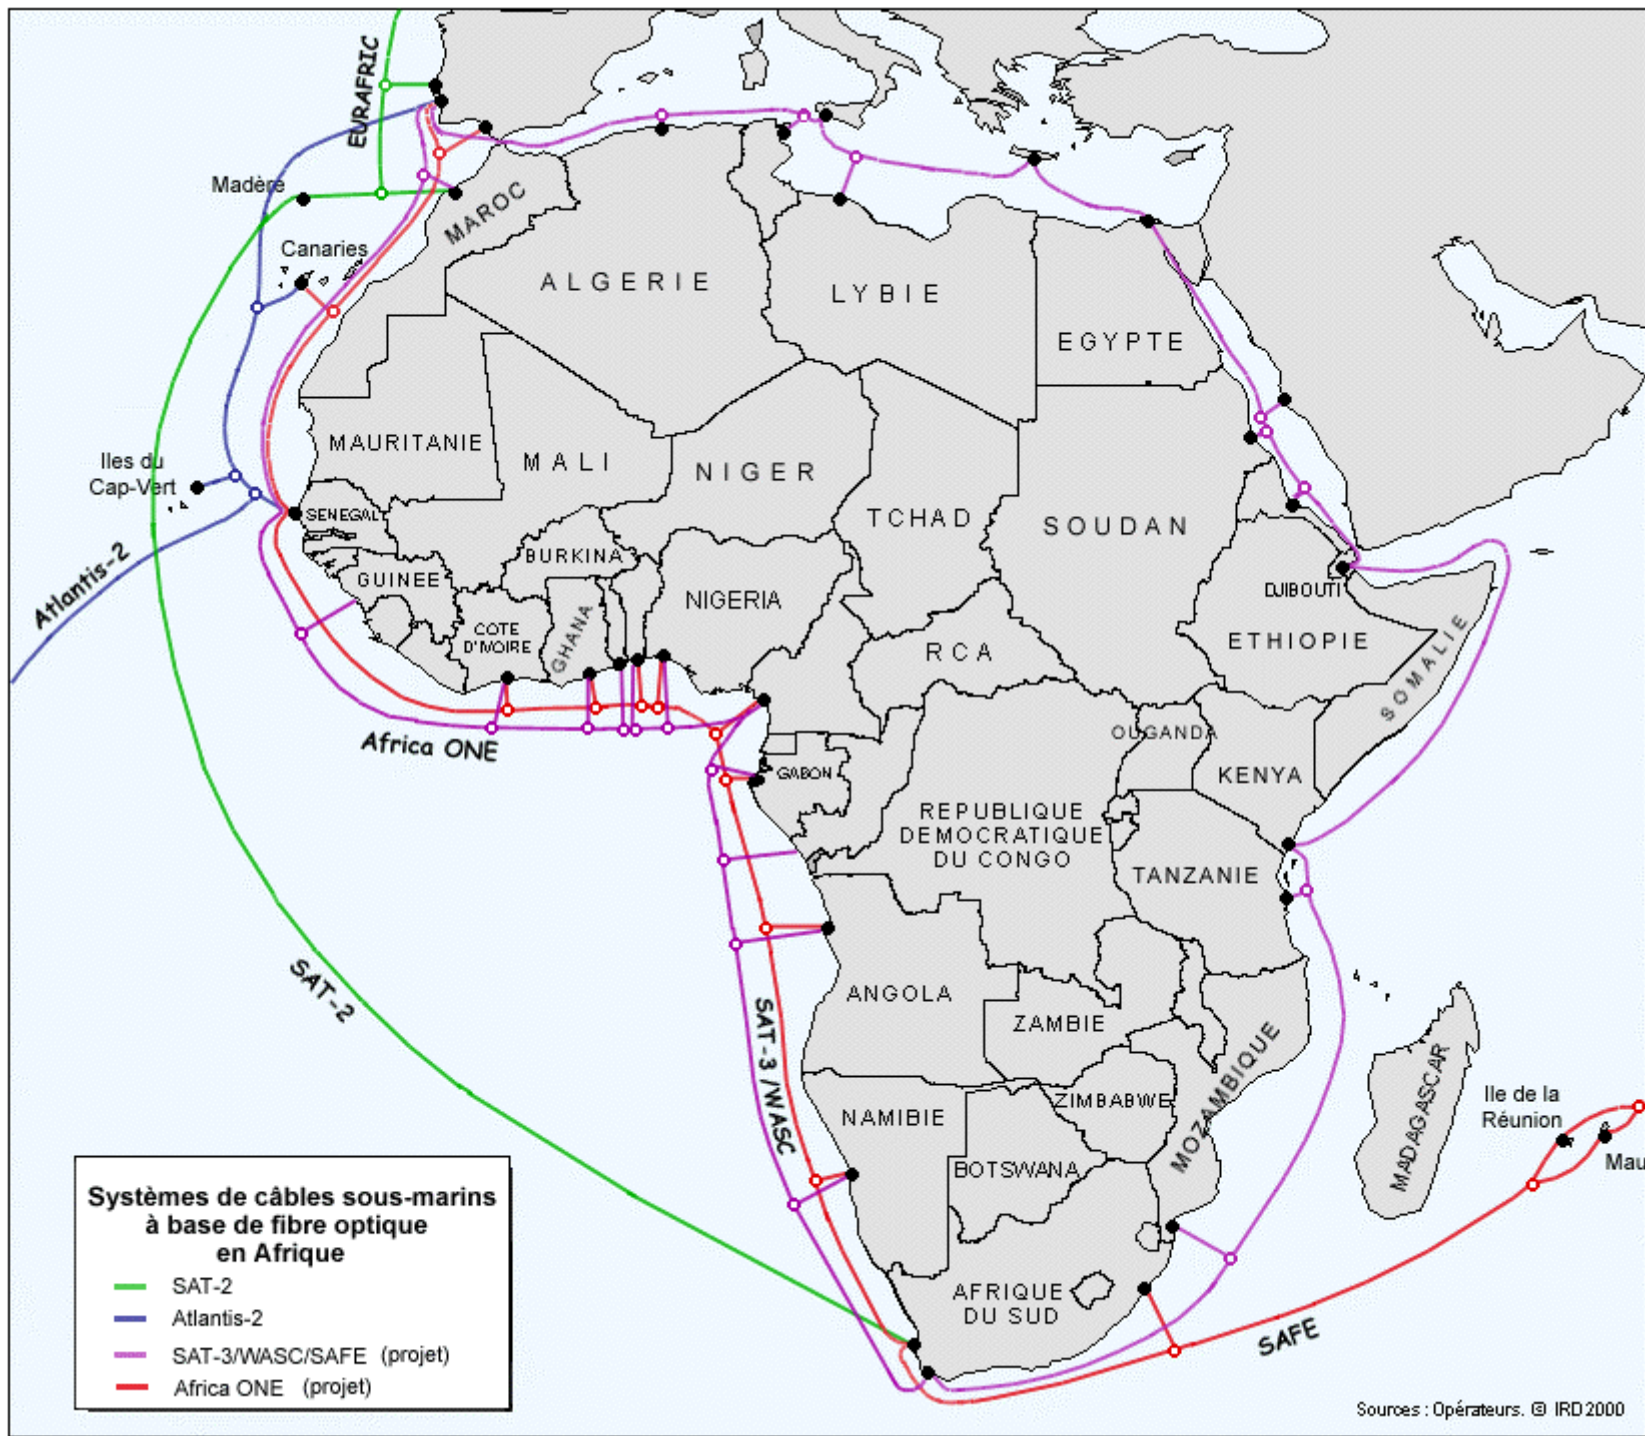 EURAFRIC
Madère
Canaries
MAROC
ALGERIE
LYBIE
EGYPTE
MAURITANIE
MALI
NIGER
TCHAD
SOUDAN
Iles du
Cap-Vert
SENEGAL
BURKINA
GUINEE
NIGERIA
COTE
D'IVOIRE
GHANA
DJIBOUTI
ETHIOPIE
SOMALIE
RCA
Atlantis-2
Africa ONE
OUGANDA
GABON
KENYA
REPUBLIQUE
DEMOCRATIQUE
DU CONGO
TANZANIE
SAT-2
SAT-3/WASC
ANGOLA
ZAMBIE
MOZAMBIQUE
MADAGASCAR
NAMIBIE
ZIMBABWE
BOTSWANA
Ile de la
Réunion
Mau
AFRIQUE
DU SUD
SAFE
Systèmes de câbles sous-marins
à base de fibre optique
en Afrique
SAT-2
Atlantis-2
SAT-3/WASC/SAFE (projet)
Africa ONE (projet)
Sources : Opérateurs. © IRD 2000